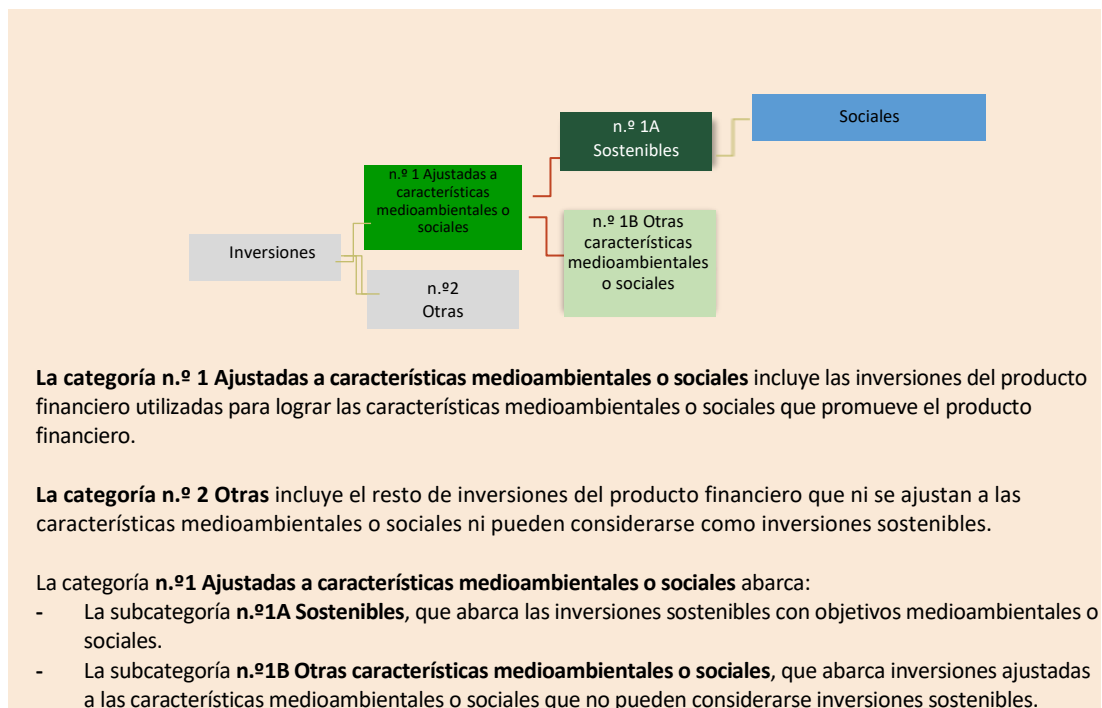 Sociales
n.º 1A
Sostenibles
n.º 1 Ajustadas a
características
medioambientales o
sociales
n.º 1B Otras
características
medioambientales
o sociales
Inversiones
n.º2
Otras
La categoría n.º 1 Ajustadas a características medioambientales o sociales incluye las inversiones del producto
financiero utilizadas para lograr las características medioambientales o sociales que promueve el producto
financiero.
La categoría n.º 2 Otras incluye el resto de inversiones del producto financiero que ni se ajustan a las
características medioambientales o sociales ni pueden considerarse como inversiones sostenibles.
La categoría n.º1 Ajustadas a características medioambientales o sociales abarca:
- La subcategoría n.º1A Sostenibles, que abarca las inversiones sostenibles con objetivos medioambientales o
sociales.
- La subcategoría n.º1B Otras características medioambientales o sociales, que abarca inversiones ajustadas
a las características medioambientales o sociales que no pueden considerarse inversiones sostenibles.